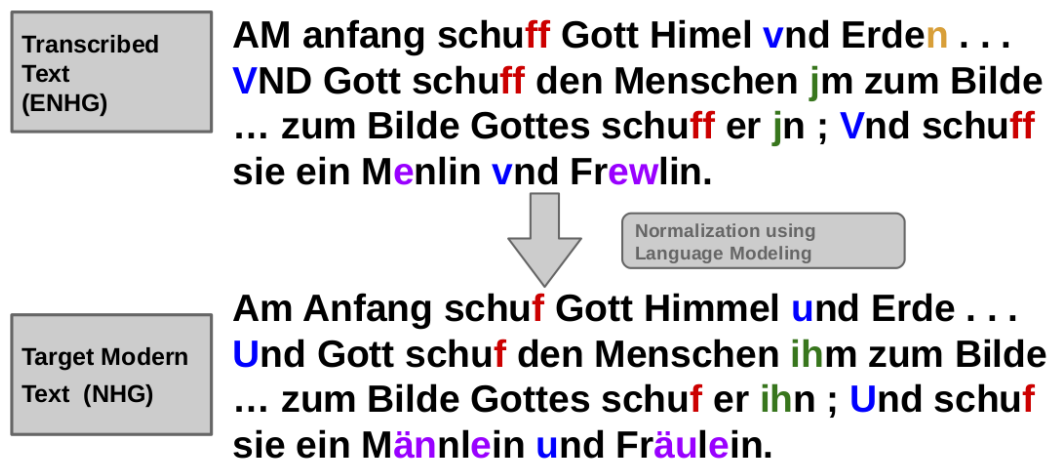 Transcribed
Text
(ENHG)
AM anfang schuff Gott Himel vnd Erden . . .
VND Gott schuff den Menschen jm zum Bilde
… zum Bilde Gottes schuff er jn ; Vnd schuff
sie ein Menlin vnd Frewlin.
Normalization using
Language Modeling
Target Modern
Text (NHG)
Am Anfang schuf Gott Himmel und Erde . . .
Und Gott schuf den Menschen ihm zum Bilde
… zum Bilde Gottes schuf er ihn ; Und schuf
sie ein Männlein und Fräulein.